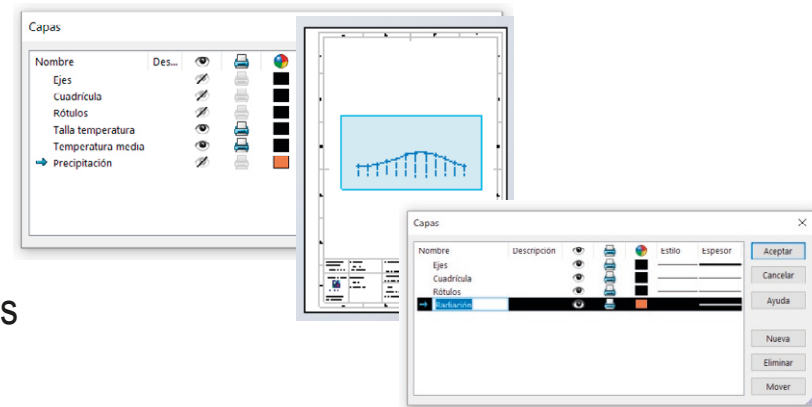 Capas
Nombre Des...
Ejes
Cuadrícula
Rótulos
Talla temperatura
Temperatura media
Precipitación
s
Capas
Nombre Descripción Estilo Espesor Aceptar
Ejes
Cuadrícula Cancelar
Rótulos
Radiación Ayuda
Nueva
Eliminar
Mover